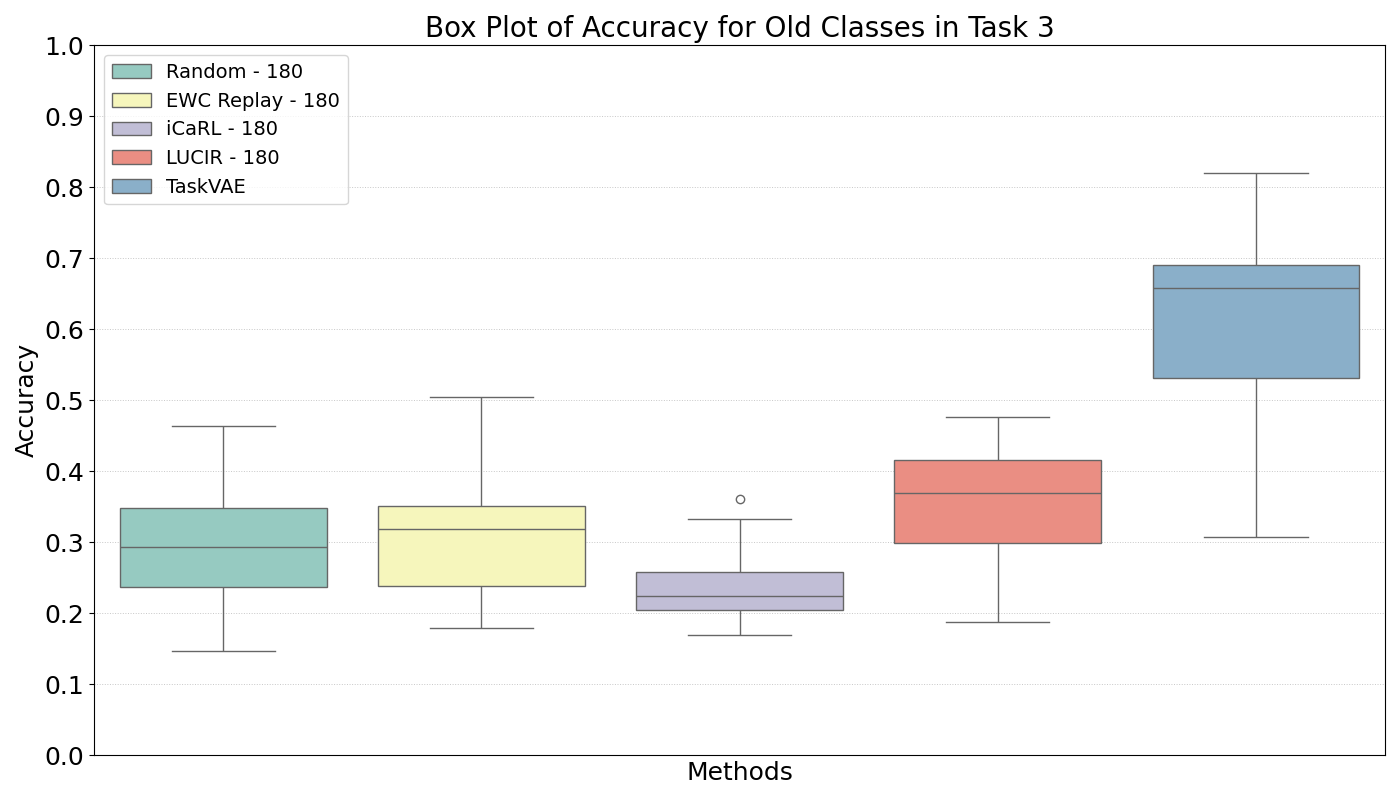 Box Plot of Accuracy for Old Classes in Task 3
1.0
0.9
0.8
0.7
0.6
0.5
0.4
0.3
0.2
0.1
0.0
Accuracy
Random - 180
EWC Replay - 180
iCaRL - 180
LUCIR - 180
TaskVAE
Methods